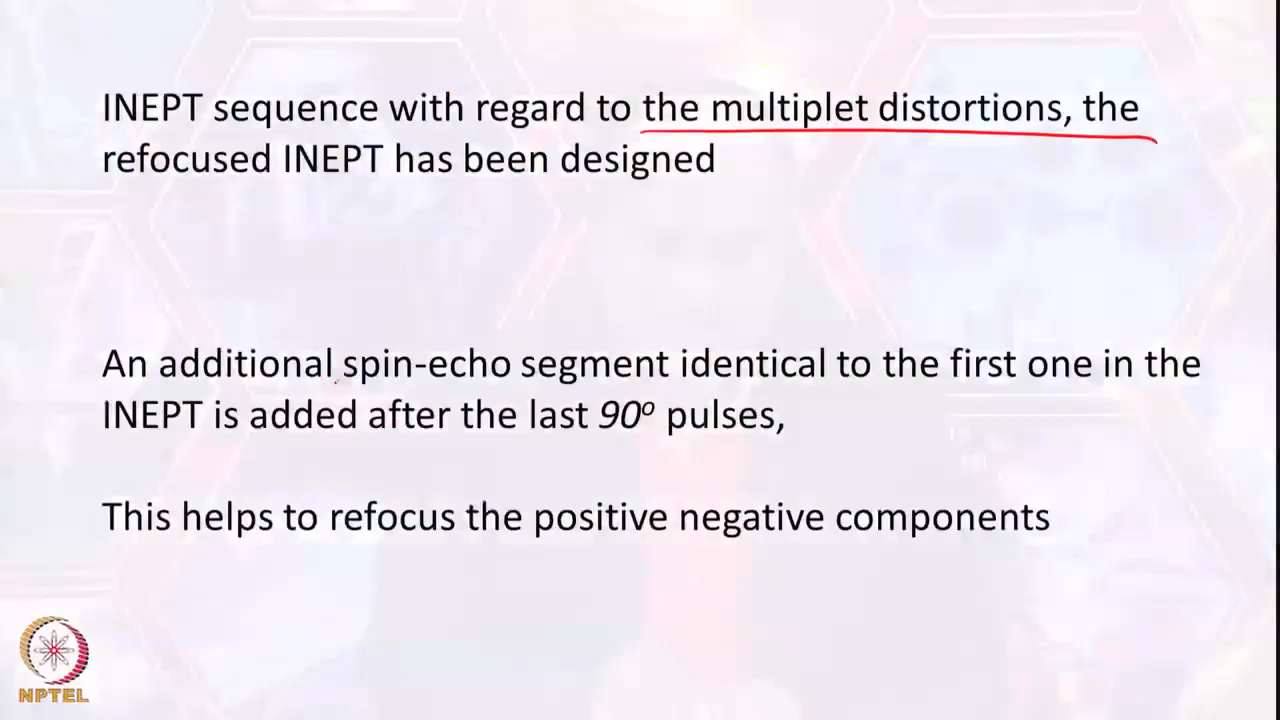 INEPT sequence with regard to the multiplet distortions, the
refocused INEPT has been designed
An additional spin-echo segment identical to the first one in the
INEPT is added after the last 90º pulses,
This helps to refocus the positive negative components
NPTEL